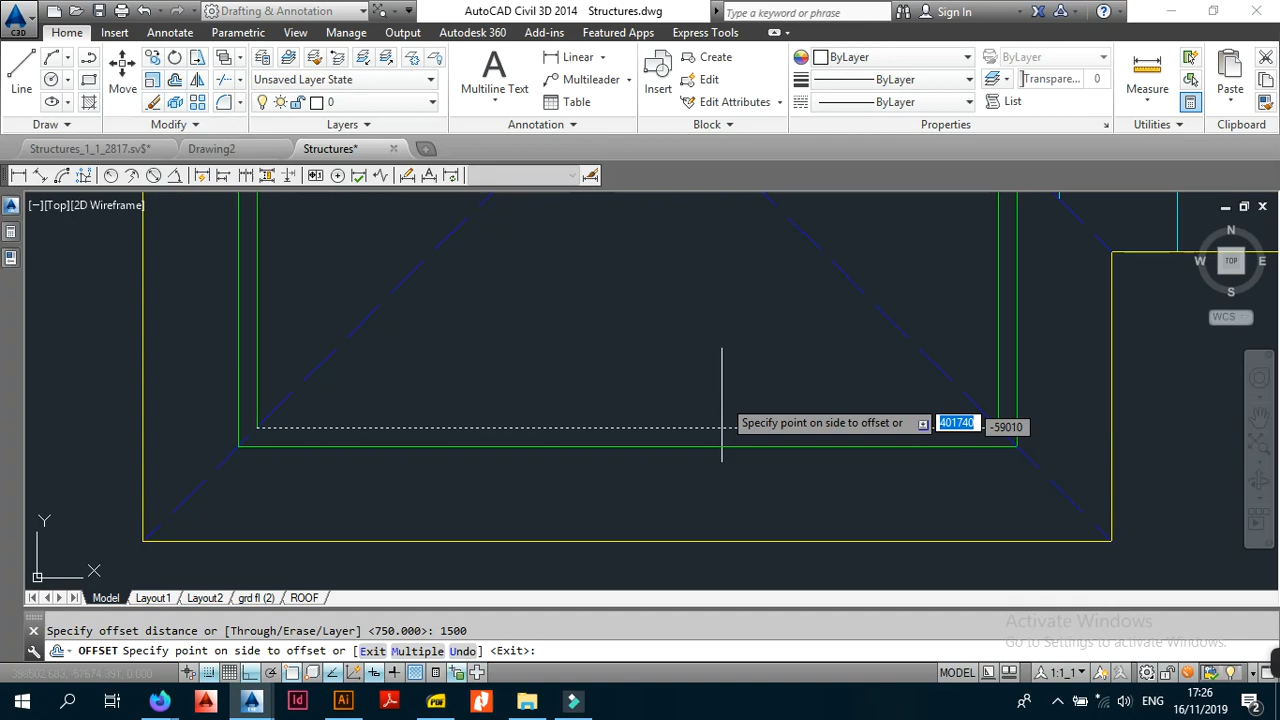 Drafting & Annotation
AutoCAD Civil 3D 2014 Structures.dwg
Type a keyword or phrase
Sign In
C3D
Home Insert Annotate Parametric View Manage Output Autodesk 360 Add-ins Featured Apps Express Tools
Line
Move
Unsaved Layer State
0
A
Multiline Text
Linear
Multileader
Table
Insert
Create
Edit
Edit Attributes
ByLayer
ByLayer
ByLayer
ByLayer
Transpare... 0
List
Measure
Paste
Draw Modify Layers Annotation Block Properties Utilities Clipboard
Structures_1_1_2817.sv$* Drawing2 Structures*
[−][Top][2D Wireframe]
N
W TOP E
S
WCS
Specify point on side to offset or 401740 -59010
Y
X
Model Layout1 Layout2 grd fl (2) ROOF
Activate Windows
Go to Settings to activate Windows.
Specify offset distance or [Through/Erase/Layer] <750.000>: 1500
OFFSET Specify point on side to offset or [Exit Multiple Undo] <Exit>:
MODEL
1:1_1
Id
Ai
PDF
ENG
17:26
16/11/2019
2